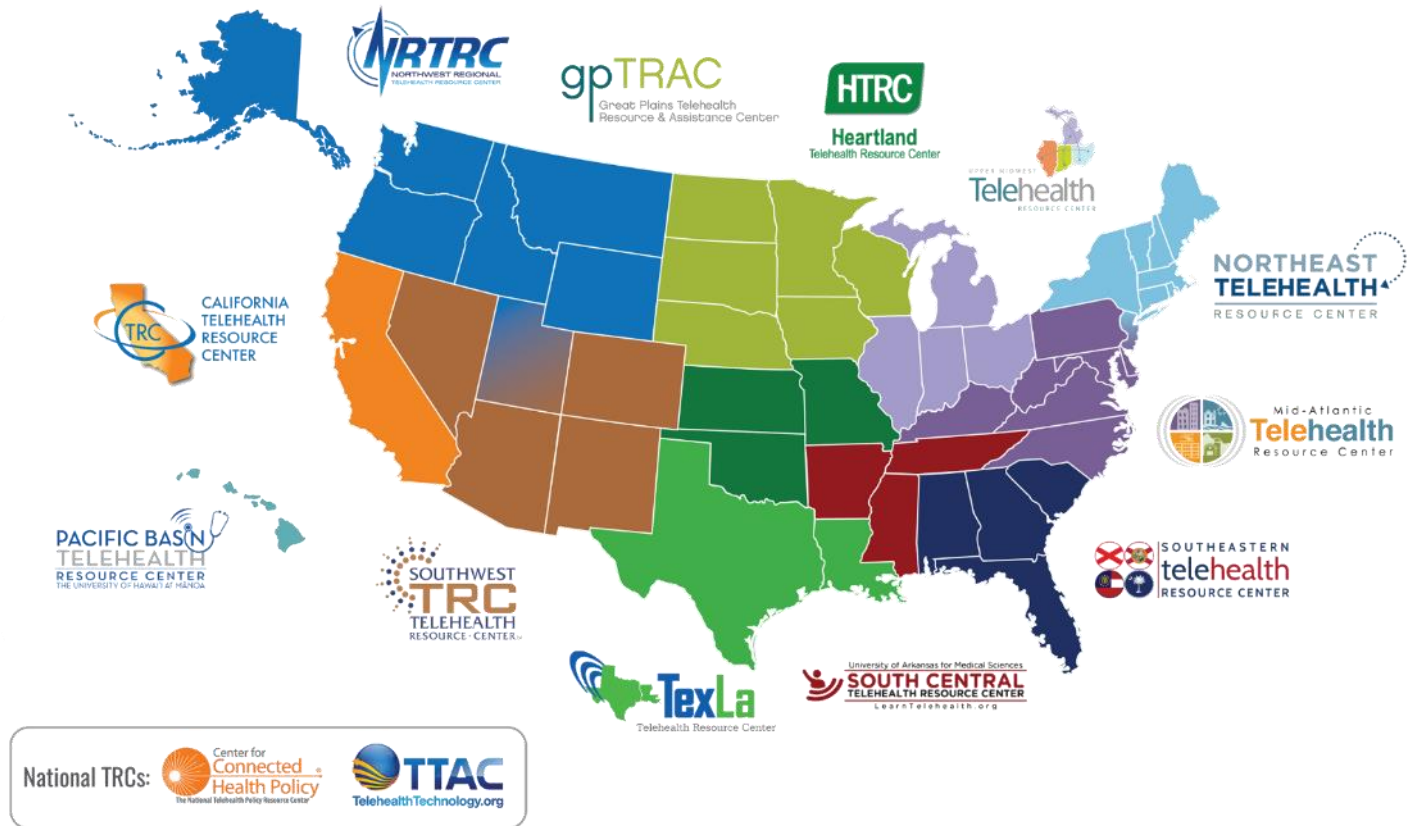 NRTRC
NORTHWEST REGIONAL
TELEHEALTH RESOURCE CENTER
gpTRAC
Great Plains Telehealth
Resource & Assistance Center
HTRC
Heartland
Telehealth Resource Center
UPPER MIDWEST
Telehealth
RESOURCE CENTER
NORTHEAST
TELEHEALTH
RESOURCE CENTER
TRC
CALIFORNIA
TELEHEALTH
RESOURCE
CENTER
Mid-Atlantic
Telehealth
Resource Center
PACIFIC BASIN
TELEHEALTH
RESOURCE CENTER
THE UNIVERSITY OF HAWAI'I AT MĀNOA
SOUTHWEST
TRC
TELEHEALTH
RESOURCE · CENTER
SOUTHEASTERN
telehealth
RESOURCE CENTER
TexLa
Telehealth Resource Center
University of Arkansas for Medical Sciences
SOUTH CENTRAL
TELEHEALTH RESOURCE CENTER
LearnTelehealth.org
National TRCs:
Center for
Connected
Health Policy
The National Telehealth Policy Resource Center
TTAC
TelehealthTechnology.org